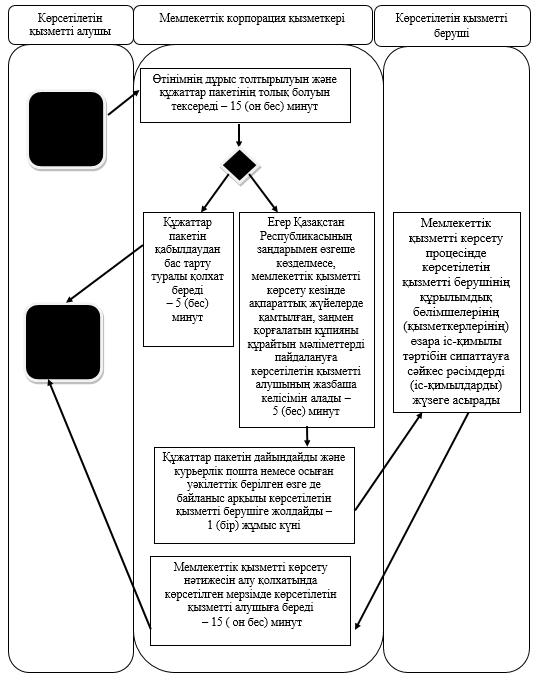 Көрсетілетін
қызметті алушы
Мемлекеттік корпорация қызметкері
Көрсетілетін қызметті
беруші
Өтінімнің дұрыс толтырылуын және
құжаттар пакетінің толық болуын
тексереді – 15 (он бес) минут
Құжаттар
пакетін
қабылдаудан
бас тарту
туралы қолхат
береді
– 5 (бес)
минут
Егер Қазақстан
Республикасының
заңдарымен өзгеше
көзделмесе,
мемлекеттік қызметті
көрсету кезінде
ақпараттық жүйелерде
қамтылған, заңмен
қорғалатын құпияны
құрайтын мәліметтерді
пайдалануға
көрсетілетін қызметті
алушының жазбаша
келісімін алады –
5 (бес) минут
Мемлекеттік
қызметті көрсету
процесінде
көрсетілетін
қызметті берушінің
құрылымдық
бөлімшелерінің
(қызметкерлерінің)
өзара іс-қимылы
тәртібін сипаттауға
сәйкес рәсімдерді
(іс-қимылдарды)
жүзеге асырады
Құжаттар пакетін дайындайды және
курьерлік пошта немесе осыған
уәкілеттік берілген өзге де
байланыс арқылы көрсетілетін
қызметті берушіге жолдайды –
1 (бір) жұмыс күні
Мемлекеттік қызметті көрсету
нәтижесін алу қолхатында
көрсетілген мерзімде көрсетілетін
қызметті алушыға береді
– 15 ( он бес) минут